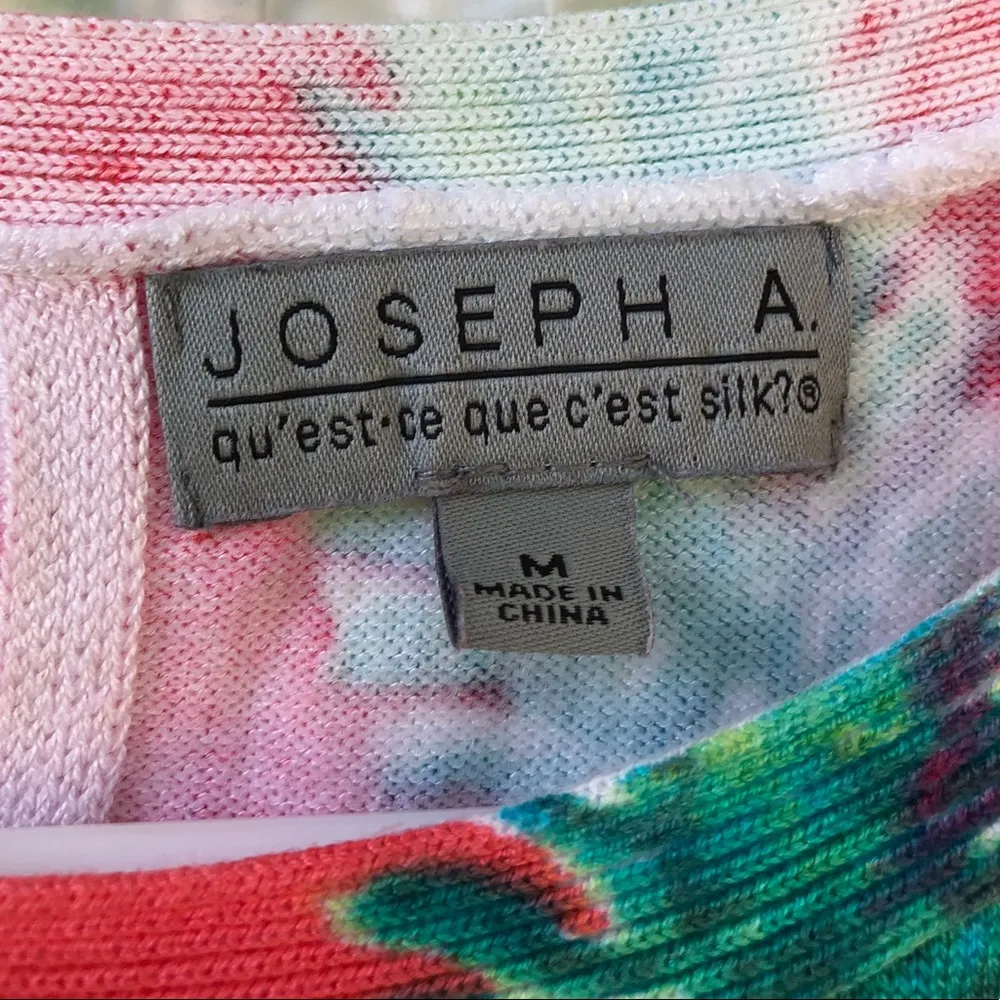 JOSEPH A.
qu'est-ce que c'est silk?®
M
MADE IN
CHINA